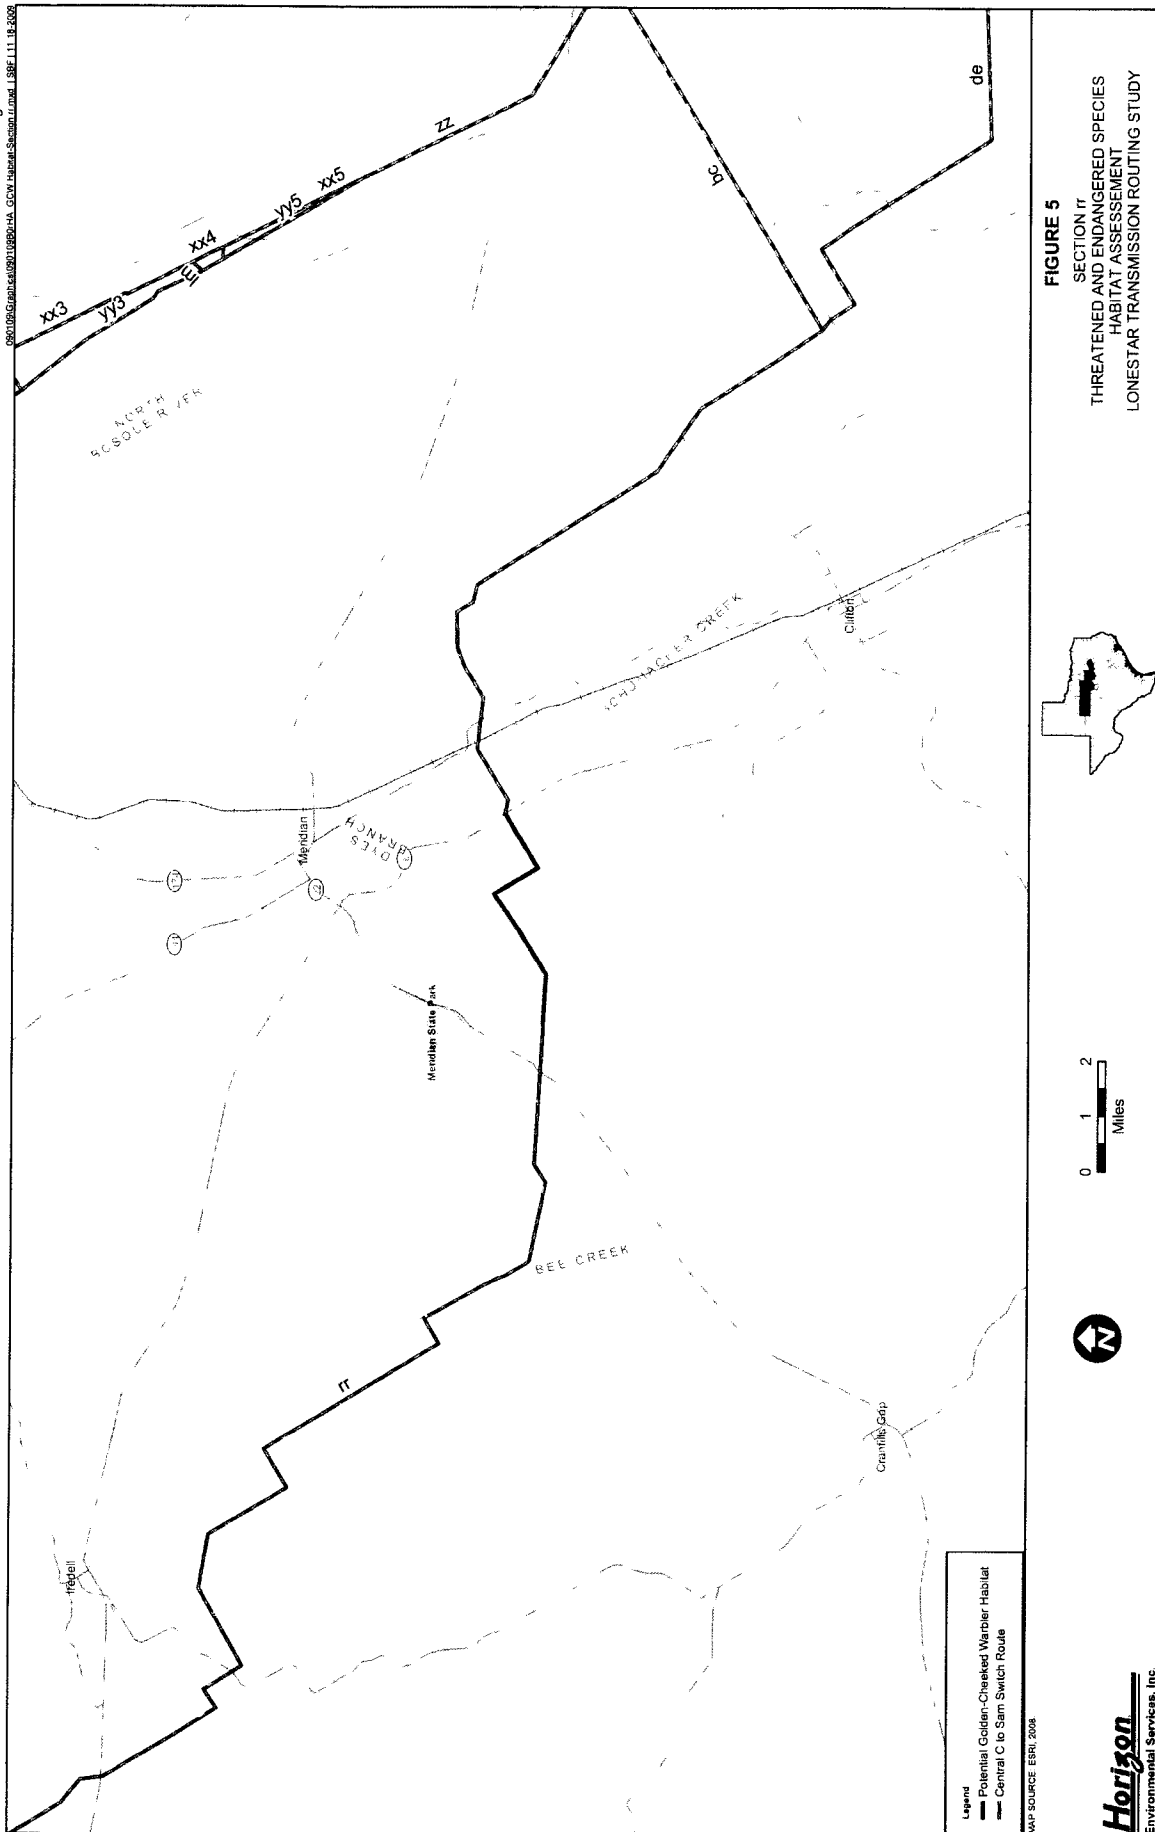 xx3
yy3
xx4
yy5
xx5
zz
bc
de
rr
NORTH
Iredell
Meridian
DYES
BRANCH
Meridian State Park
BEE CREEK
CREEK
Clifton
Cranfills Gap
Legend
Potential Golden-Cheeked Warbler Habitat
Central C to Sam Switch Route
MAP SOURCE: ESRI, 2008.
Horizon
Environmental Services, Inc.
N
0 1 2
Miles
FIGURE 5
SECTION rr
THREATENED AND ENDANGERED SPECIES
HABITAT ASSESSEMENT
LONESTAR TRANSMISSION ROUTING STUDY